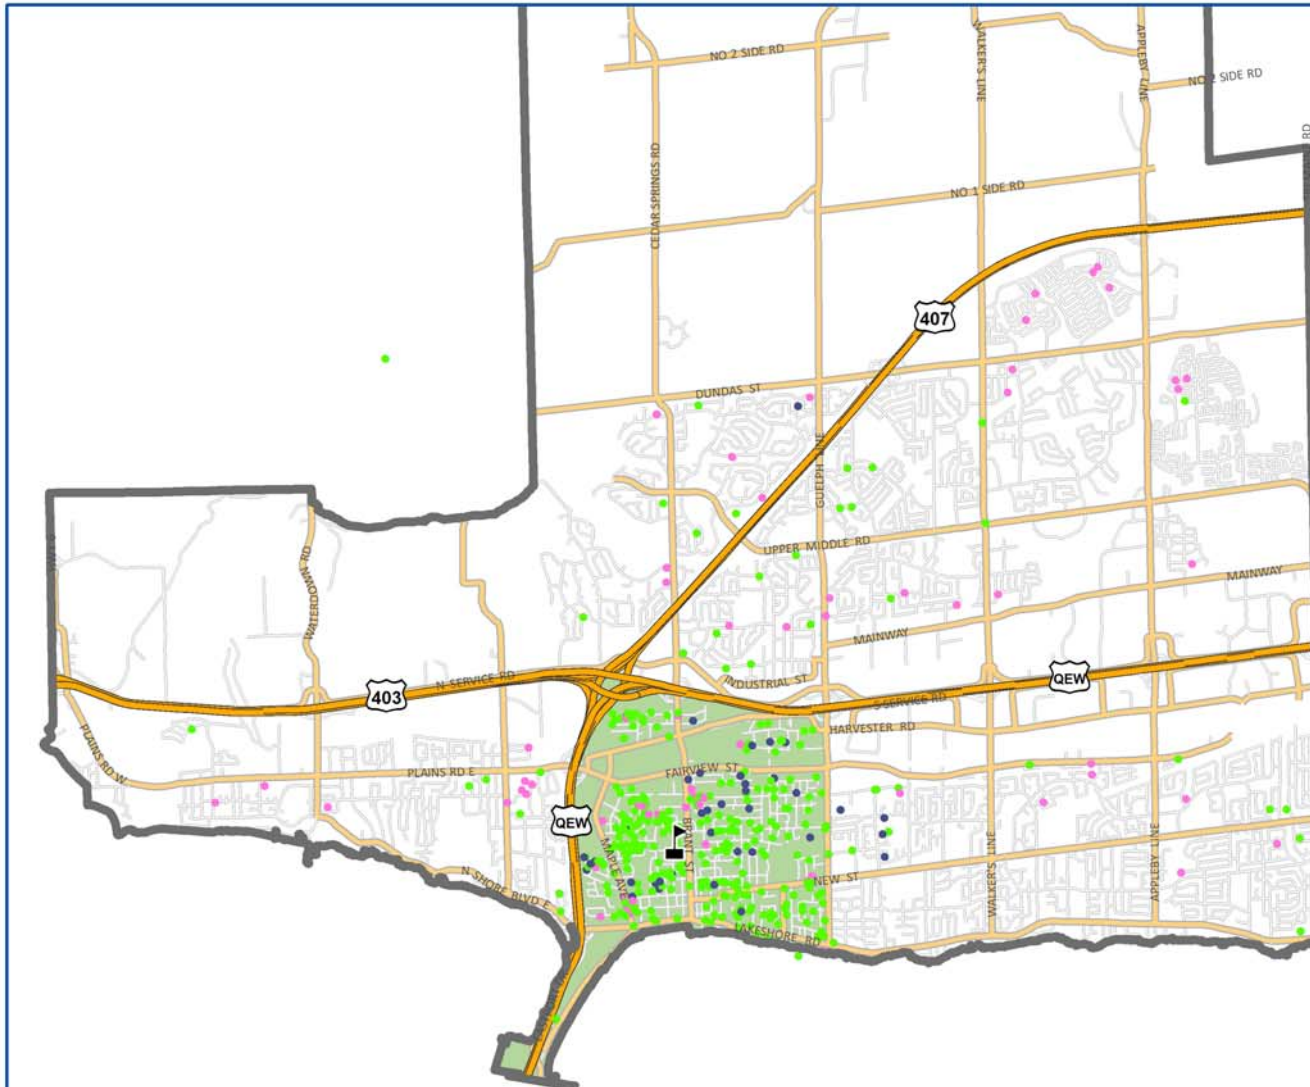 NO 2 SIDE RD
WALKER'S LINE
APPLEBY LINE
NO 2 SIDE RD
RD
CEDAR SPRINGS RD
NO 1 SIDE RD
407
DUNDAS ST
GUELPH LINE
UPPER MIDDLE RD
WATERDOWN RD
MAINWAY
MAINWAY
403
N SERVICE RD
INDUSTRIAL ST
QEW
S SERVICE RD
HARVESTER RD
PLAINS RD W
PLAINS RD E
FAIRVIEW ST
QEW
MAPLE AVE
BRANT ST
NEW ST
WALKER'S LINE
APPLEBY LINE
N SHORE BLVD E
LAKESHORE RD